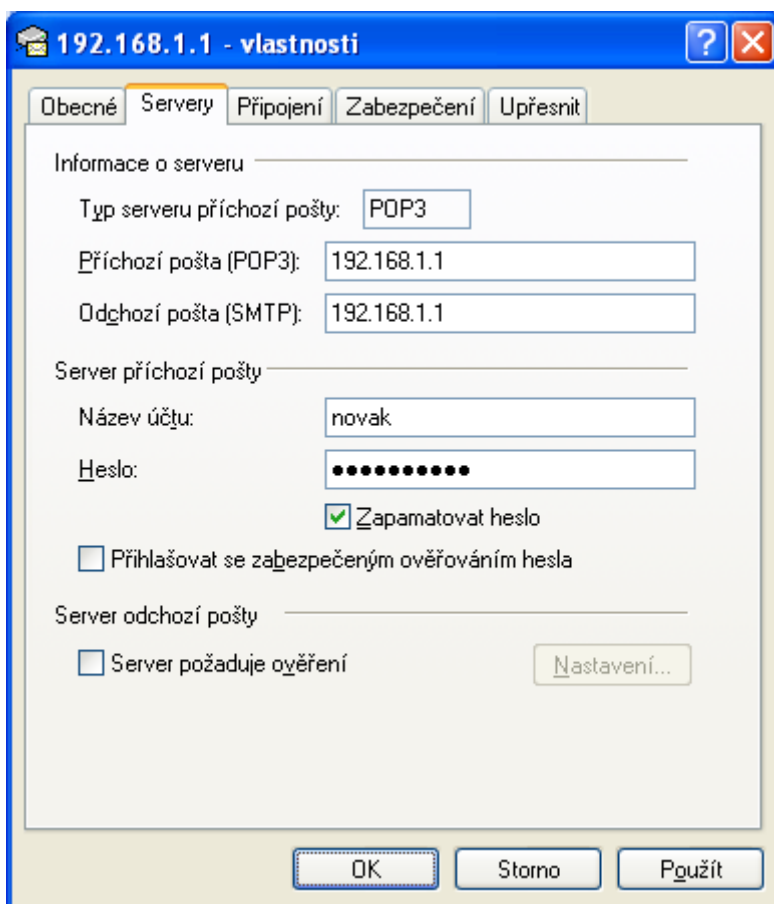 192.168.1.1 - vlastnosti
Obecné Servery Připojení Zabezpečení Upřesnit
Informace o serveru
Typ serveru příchozí pošty: POP3
Příchozí pošta (POP3): 192.168.1.1
Odchozí pošta (SMTP): 192.168.1.1
Server příchozí pošty
Název účtu: novak
Heslo: ●●●●●●●●●●
Zapamatovat heslo
Přihlašovat se zabezpečeným ověřováním hesla
Server odchozí pošty
Server požaduje ověření Nastavení...
OK Storno Použít